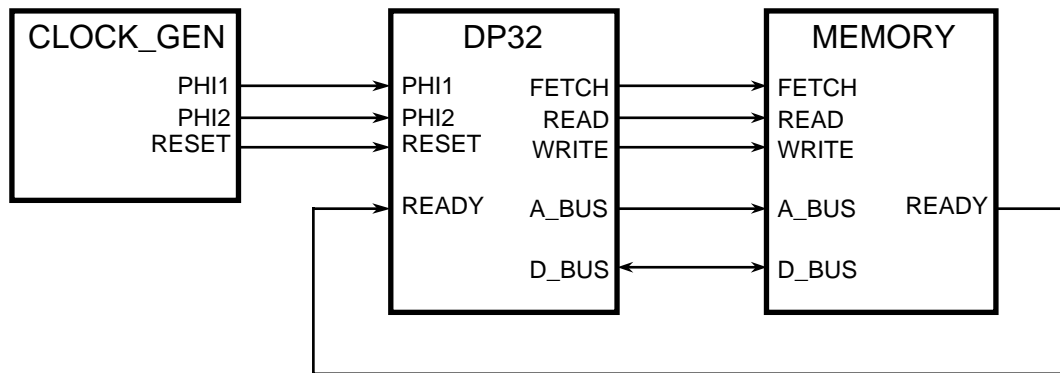 CLOCK_GEN
PHI1
PHI2
RESET
DP32
PHI1
PHI2
RESET
READY
FETCH
READ
WRITE
A_BUS
D_BUS
MEMORY
FETCH
READ
WRITE
A_BUS
D_BUS
READY